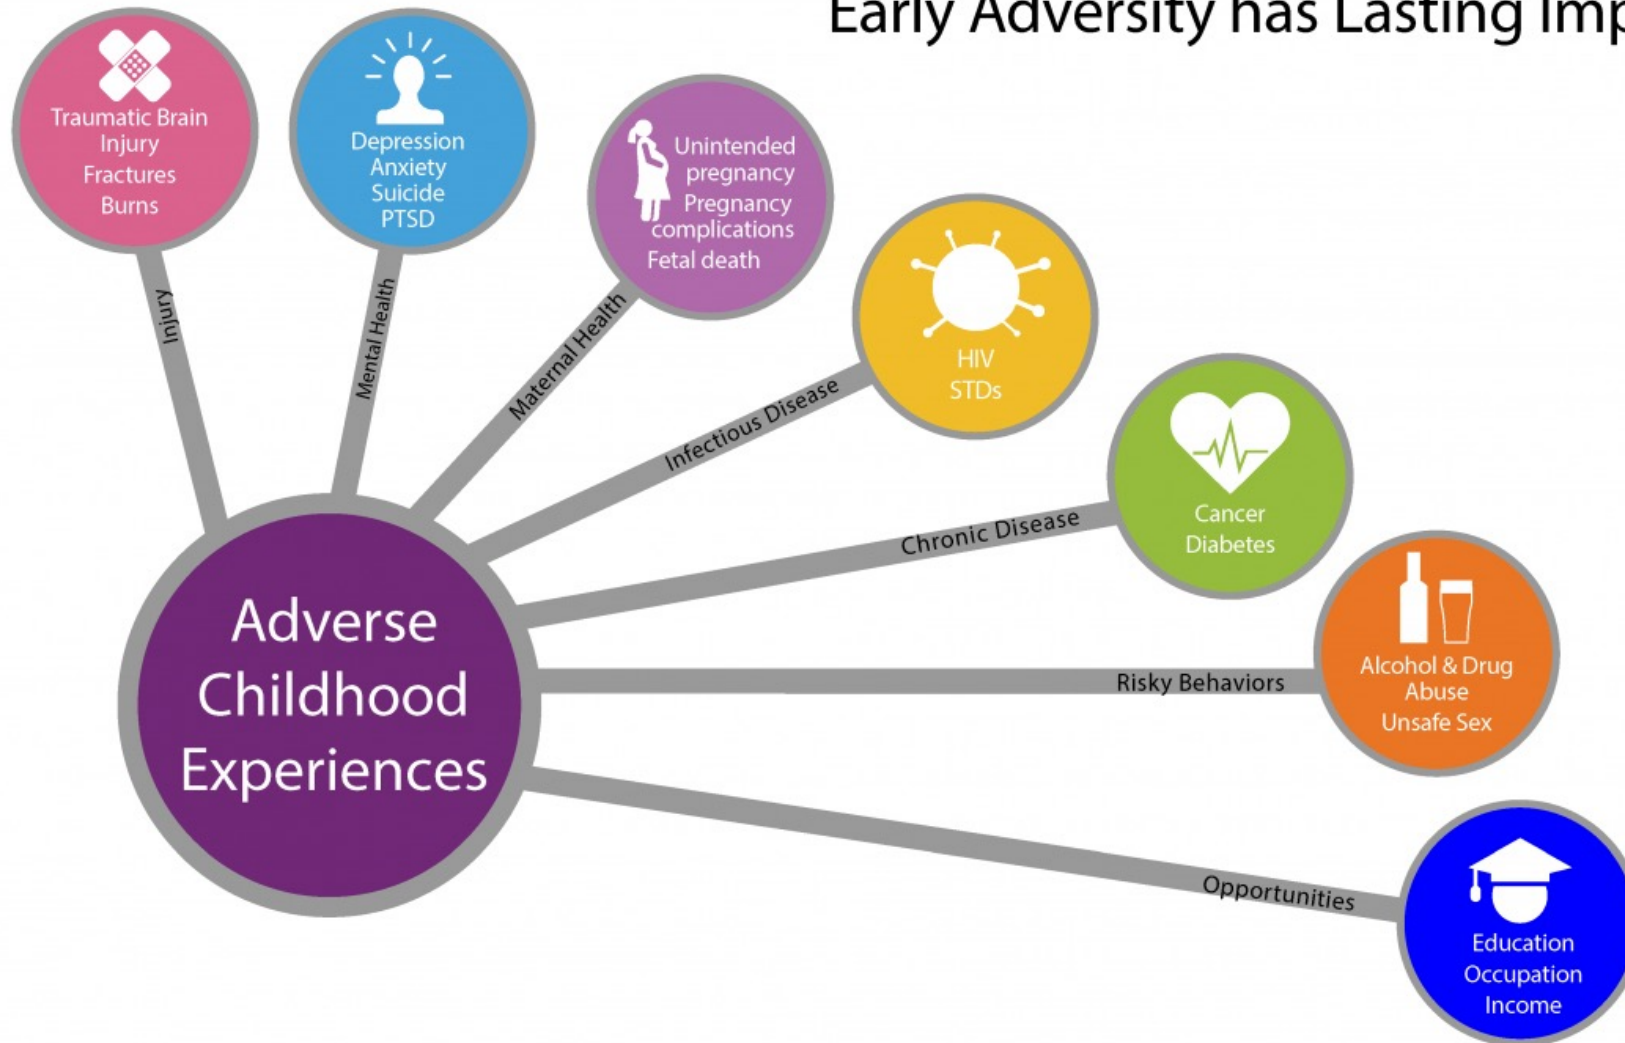 Early Adversity has Lasting Imp
Traumatic Brain
Injury
Fractures
Burns
Depression
Anxiety
Suicide
PTSD
Unintended
pregnancy
Pregnancy
complications
Fetal death
HIV
STDs
Cancer
Diabetes
Alcohol & Drug
Abuse
Unsafe Sex
Education
Occupation
Income
Injury
Mental Health
Maternal Health
Infectious Disease
Chronic Disease
Risky Behaviors
Opportunities
Adverse
Childhood
Experiences